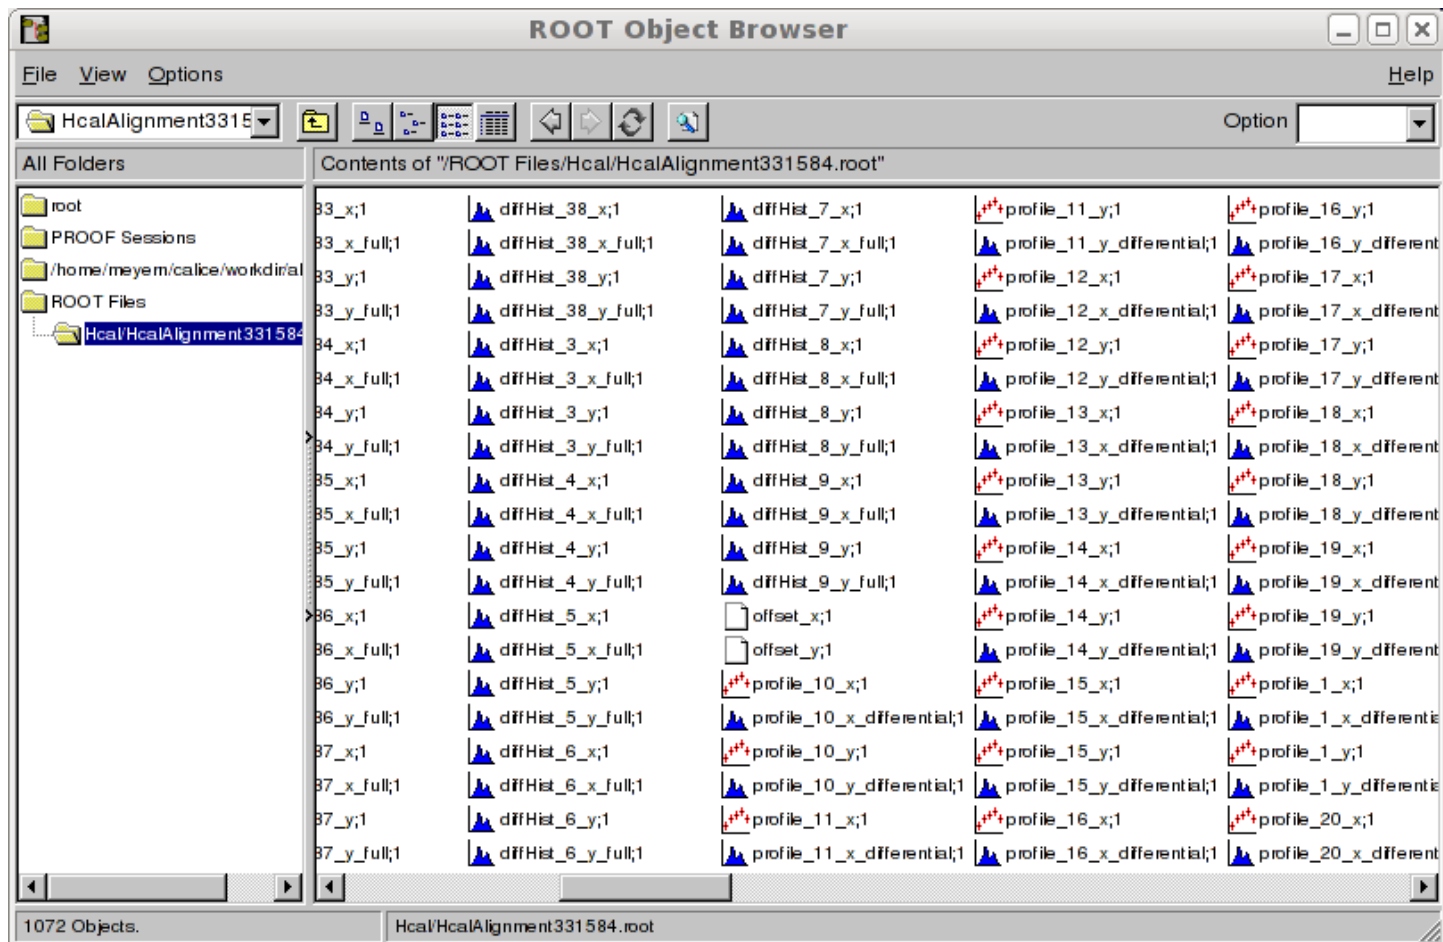 ROOT Object Browser
File View Options Help
HcalAlignment3315 Option
All Folders
Contents of "/ROOT Files/Hcal/HcalAlignment331584.root"
root
PROOF Sessions
/home/meyern/calice/workdir/al
ROOT Files
Hcal/HcalAlignment331584
33_x;1 diffHist_38_x;1 diffHist_7_x;1 profile_11_y;1 profile_16_y;1
33_x_full;1 diffHist_38_x_full;1 diffHist_7_x_full;1 profile_11_y_differential;1 profile_16_y_different
33_y;1 diffHist_38_y;1 diffHist_7_y;1 profile_12_x;1 profile_17_x;1
33_y_full;1 diffHist_38_y_full;1 diffHist_7_y_full;1 profile_12_x_differential;1 profile_17_x_different
34_x;1 diffHist_3_x;1 diffHist_8_x;1 profile_12_y;1 profile_17_y;1
34_x_full;1 diffHist_3_x_full;1 diffHist_8_x_full;1 profile_12_y_differential;1 profile_17_y_different
34_y;1 diffHist_3_y;1 diffHist_8_y;1 profile_13_x;1 profile_18_x;1
34_y_full;1 diffHist_3_y_full;1 diffHist_8_y_full;1 profile_13_x_differential;1 profile_18_x_different
35_x;1 diffHist_4_x;1 diffHist_9_x;1 profile_13_y;1 profile_18_y;1
35_x_full;1 diffHist_4_x_full;1 diffHist_9_x_full;1 profile_13_y_differential;1 profile_18_y_different
35_y;1 diffHist_4_y;1 diffHist_9_y;1 profile_14_x;1 profile_19_x;1
35_y_full;1 diffHist_4_y_full;1 diffHist_9_y_full;1 profile_14_x_differential;1 profile_19_x_different
36_x;1 diffHist_5_x;1 offset_x;1 profile_14_y;1 profile_19_y;1
36_x_full;1 diffHist_5_x_full;1 offset_y;1 profile_14_y_differential;1 profile_19_y_different
36_y;1 diffHist_5_y;1 profile_10_x;1 profile_15_x;1 profile_1_x;1
36_y_full;1 diffHist_5_y_full;1 profile_10_x_differential;1 profile_15_x_differential;1 profile_1_x_differentia
37_x;1 diffHist_6_x;1 profile_10_y;1 profile_15_y;1 profile_1_y;1
37_x_full;1 diffHist_6_x_full;1 profile_10_y_differential;1 profile_15_y_differential;1 profile_1_y_differentia
37_y;1 diffHist_6_y;1 profile_11_x;1 profile_16_x;1 profile_20_x;1
37_y_full;1 diffHist_6_y_full;1 profile_11_x_differential;1 profile_16_x_differential;1 profile_20_x_different
1072 Objects. Hcal/HcalAlignment331584.root